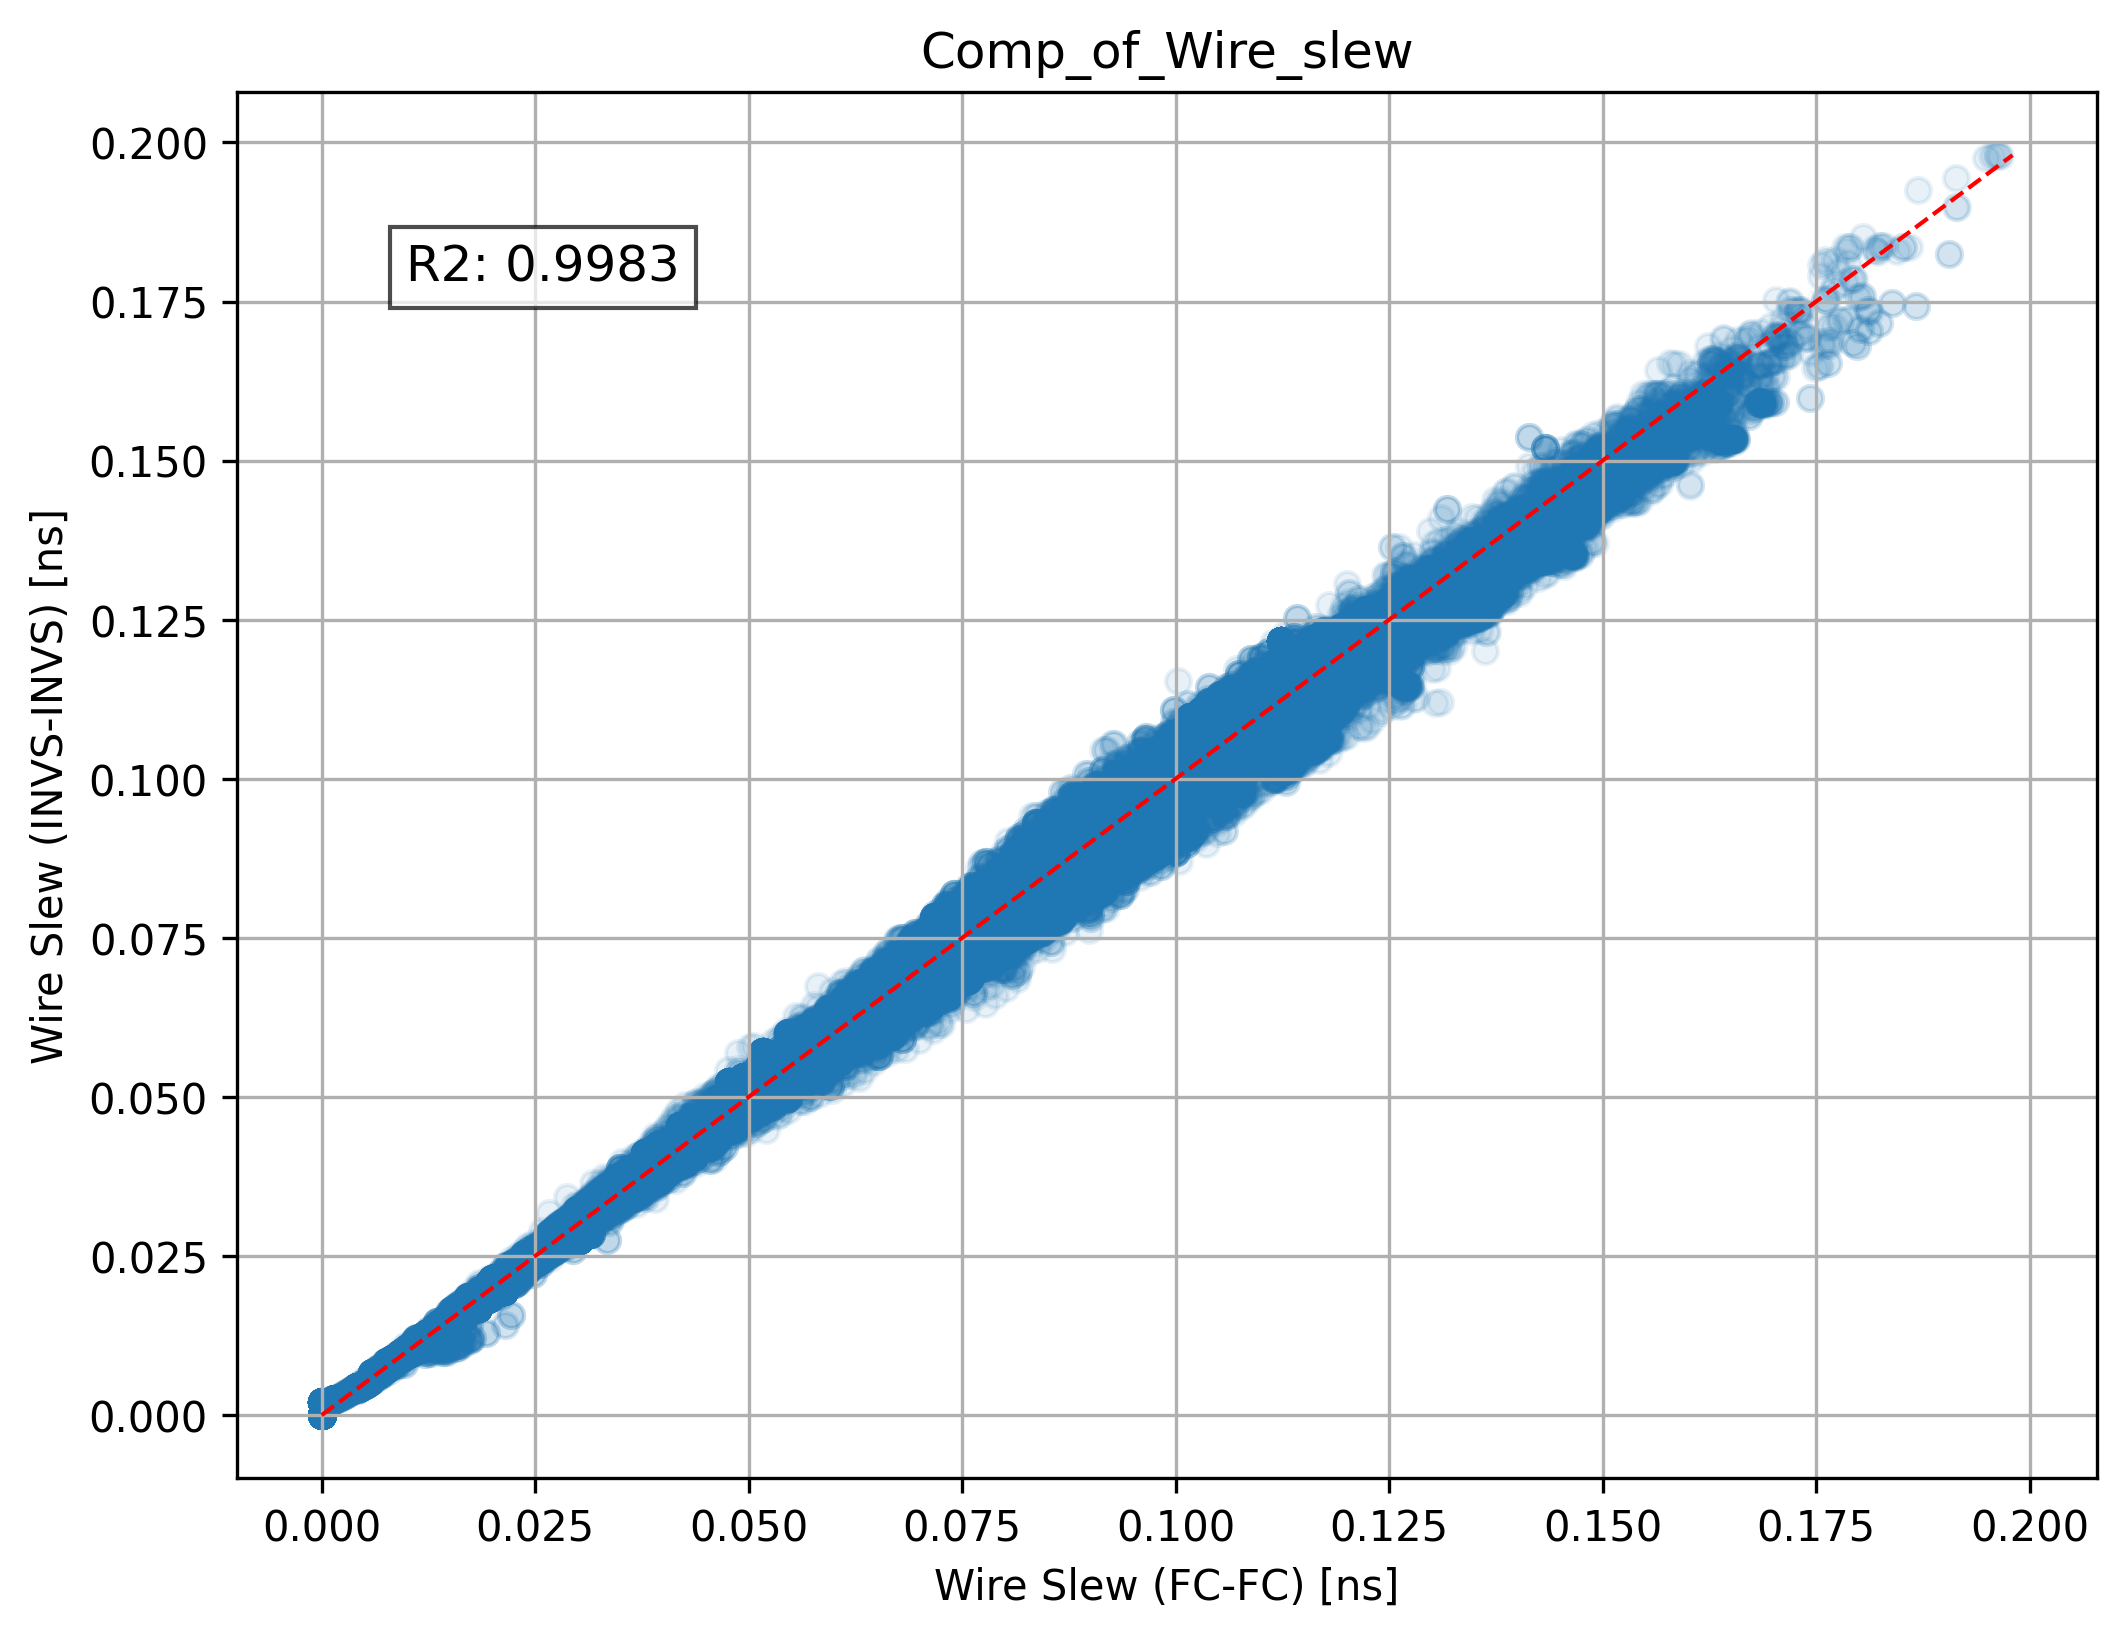 Comp_of_Wire_slew
R2: 0.9983
Wire Slew (INVS-INVS) [ns]
0.200
0.175
0.150
0.125
0.100
0.075
0.050
0.025
0.000
0.000 0.025 0.050 0.075 0.100 0.125 0.150 0.175 0.200
Wire Slew (FC-FC) [ns]